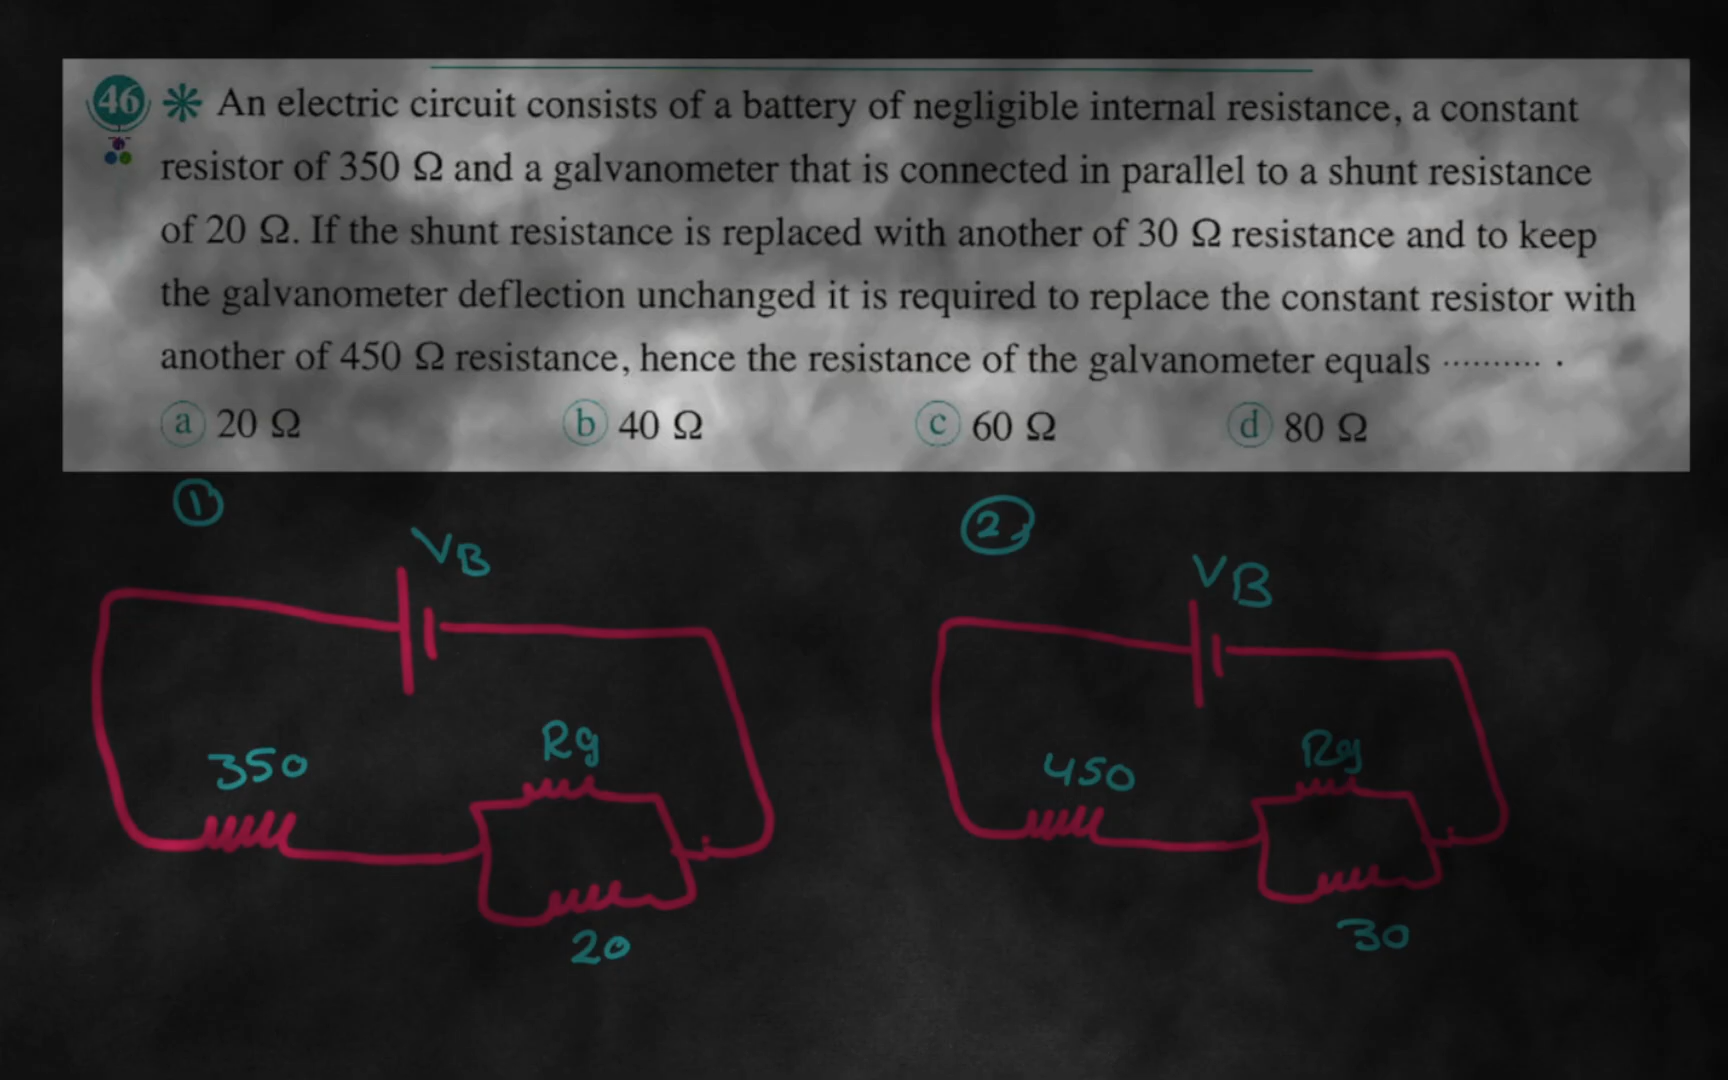 46 * An electric circuit consists of a battery of negligible internal resistance, a constant
resistor of 350 Ω and a galvanometer that is connected in parallel to a shunt resistance
of 20 Ω. If the shunt resistance is replaced with another of 30 Ω resistance and to keep
the galvanometer deflection unchanged it is required to replace the constant resistor with
another of 450 Ω resistance, hence the resistance of the galvanometer equals .......... .
a 20 Ω b 40 Ω c 60 Ω d 80 Ω
1 2
VB VB
350 Rg 450 Rg
20 30